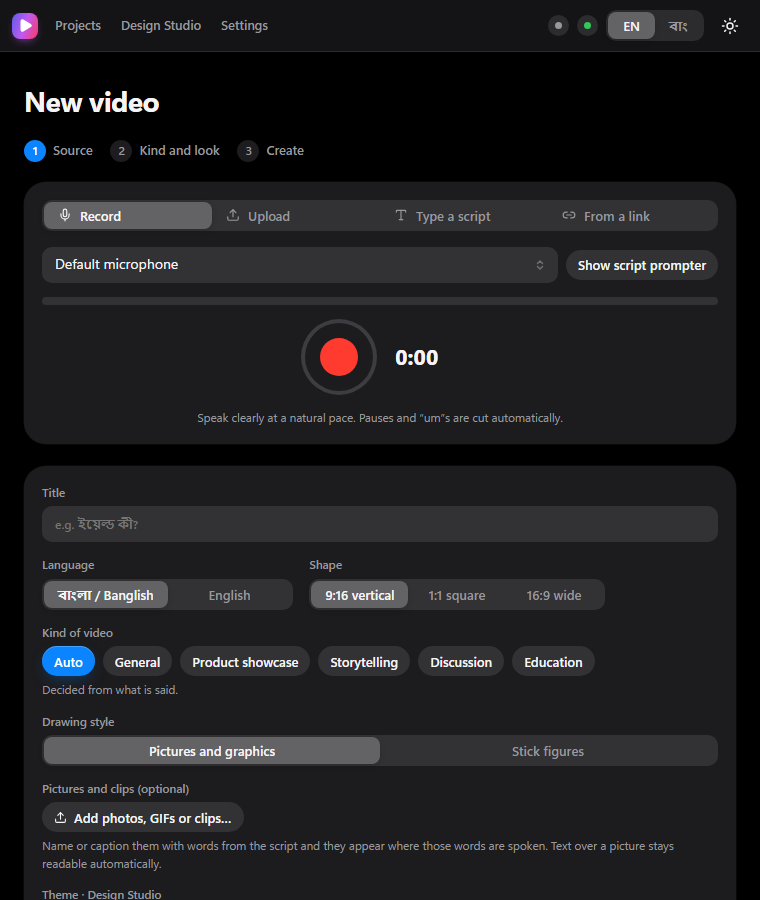 Projects Design Studio Settings EN বাং
New video
1 Source 2 Kind and look 3 Create
Record Upload Type a script From a link
Default microphone Show script prompter
0:00
Speak clearly at a natural pace. Pauses and "um"s are cut automatically.
Title
e.g. ইয়েল্ড কী?
Language Shape
বাংলা / Banglish English 9:16 vertical 1:1 square 16:9 wide
Kind of video
Auto General Product showcase Storytelling Discussion Education
Decided from what is said.
Drawing style
Pictures and graphics Stick figures
Pictures and clips (optional)
Add photos, GIFs or clips...
Name or caption them with words from the script and they appear where those words are spoken. Text over a picture stays
readable automatically.
Theme · Design Studio